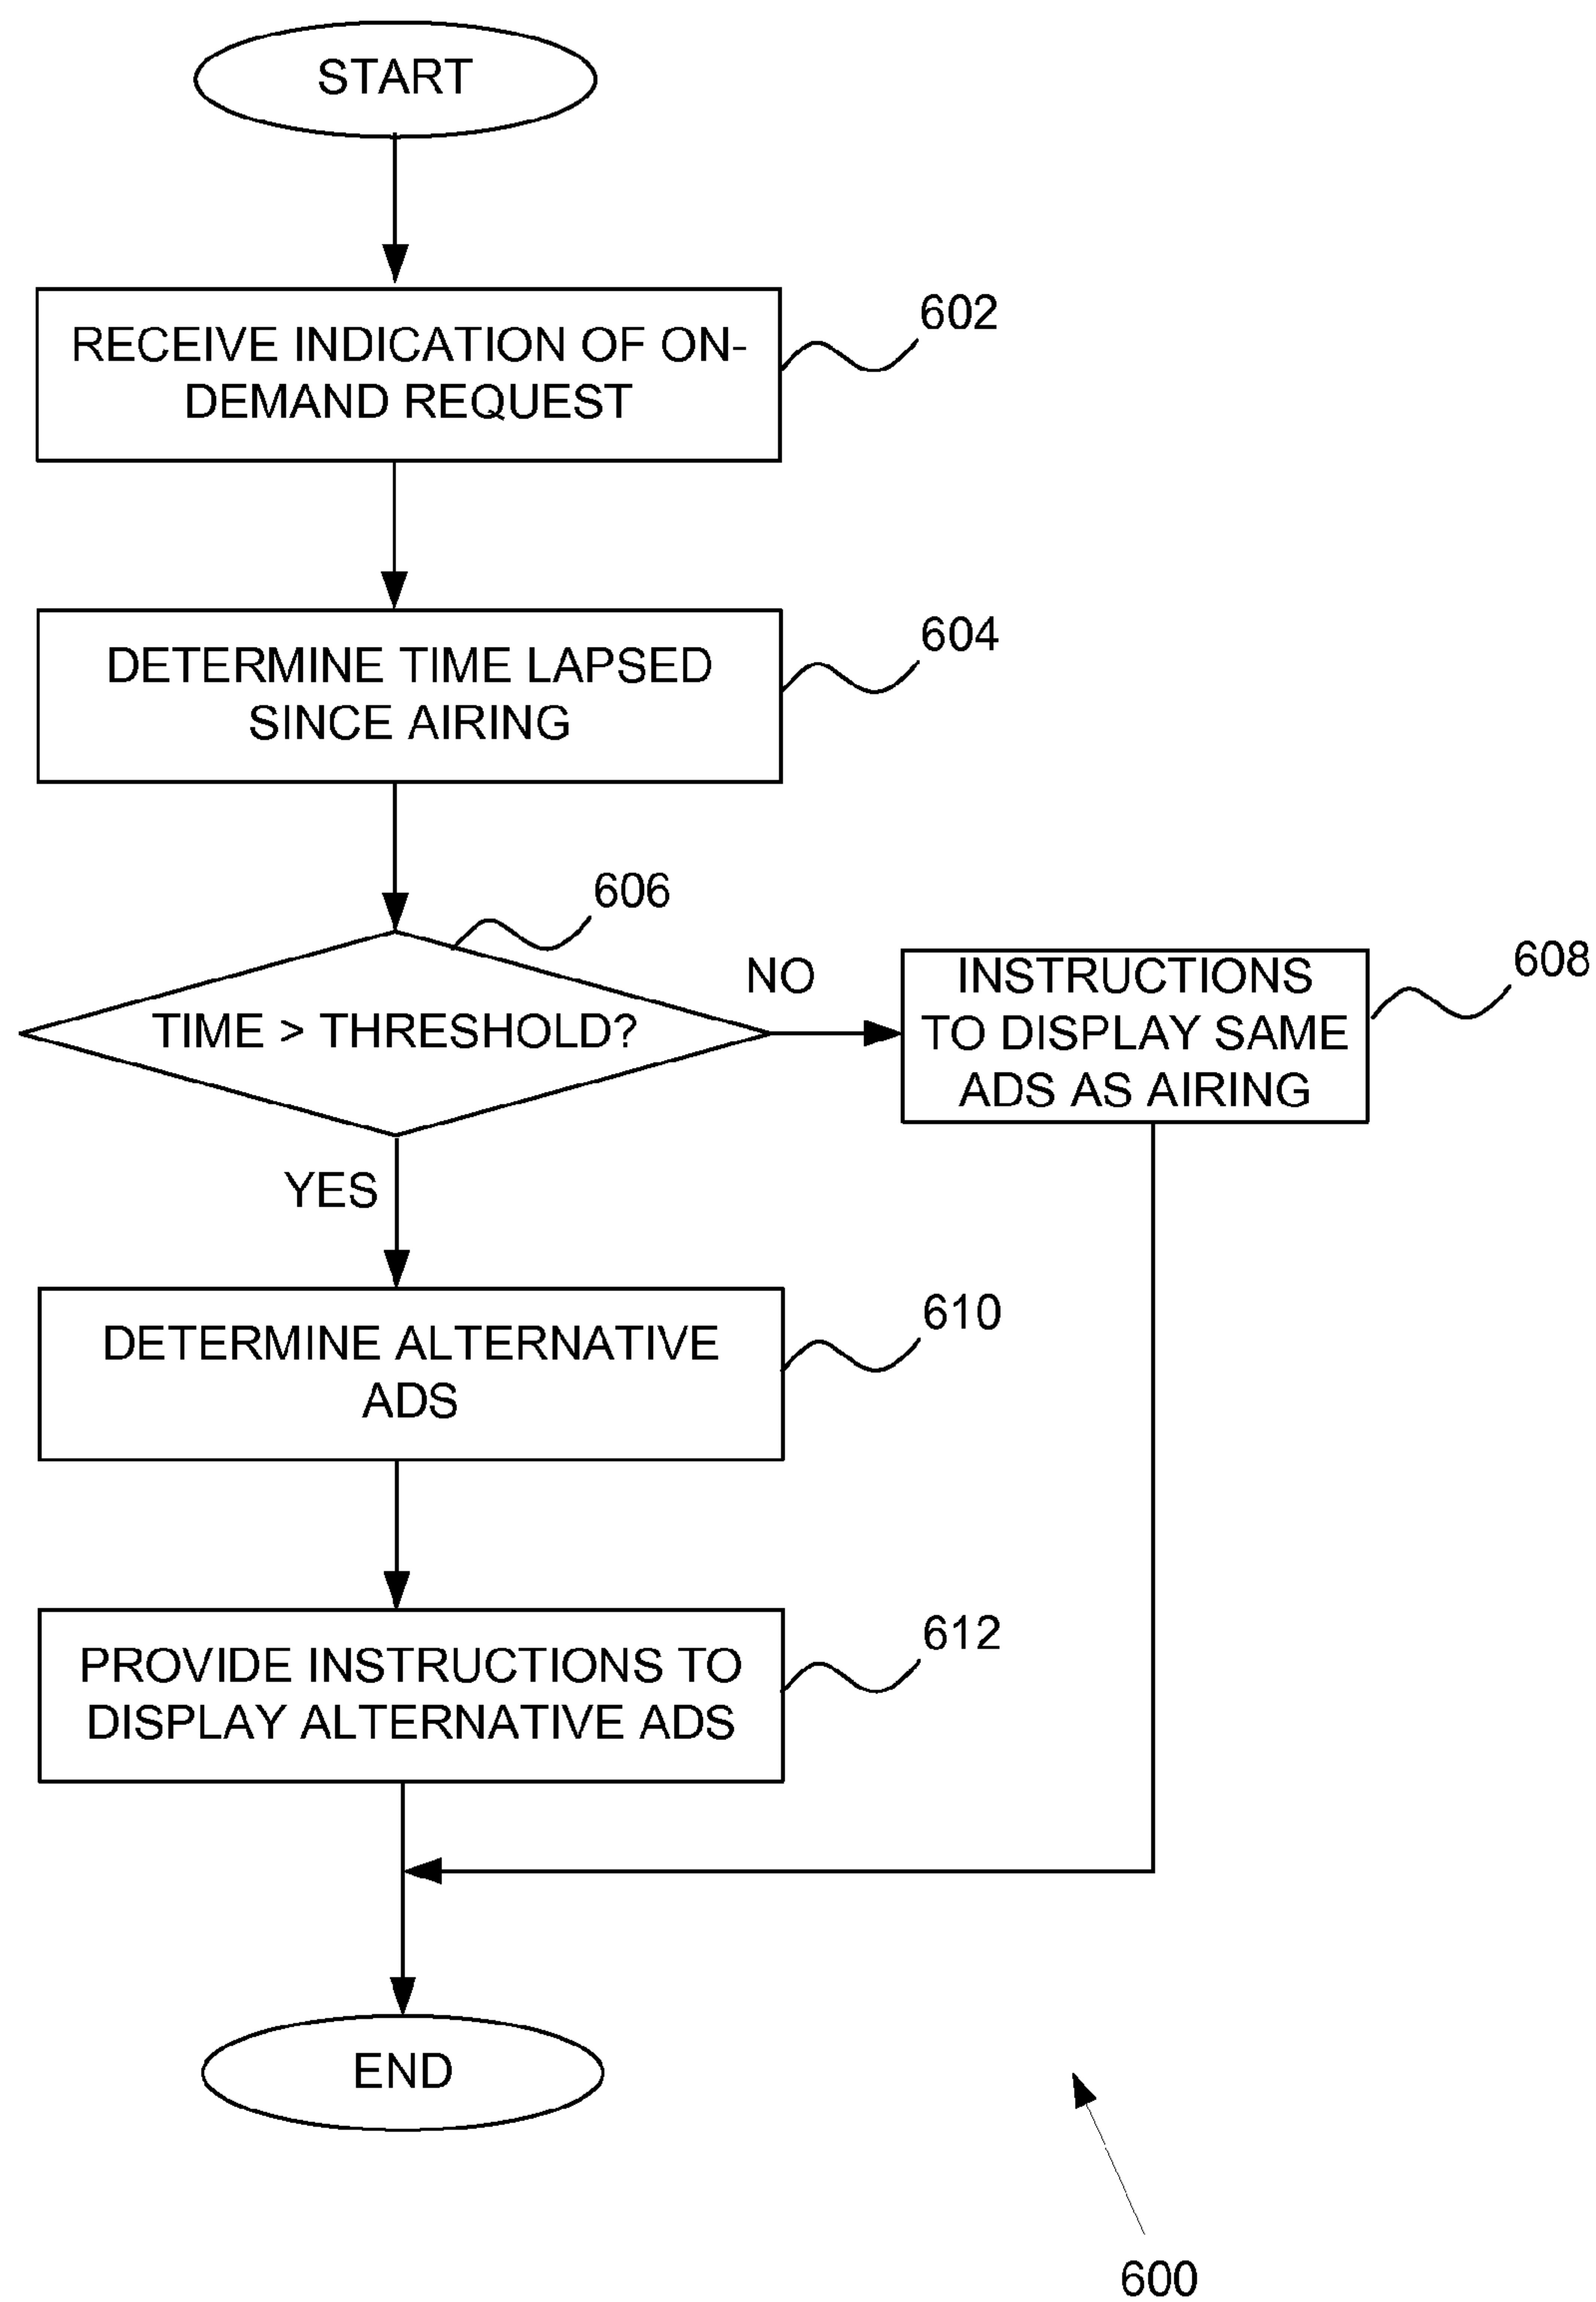 START
RECEIVE INDICATION OF ON-
DEMAND REQUEST
602
DETERMINE TIME LAPSED
SINCE AIRING
604
606
TIME > THRESHOLD?
NO
INSTRUCTIONS
TO DISPLAY SAME
ADS AS AIRING
608
YES
DETERMINE ALTERNATIVE
ADS
610
PROVIDE INSTRUCTIONS TO
DISPLAY ALTERNATIVE ADS
612
END
600